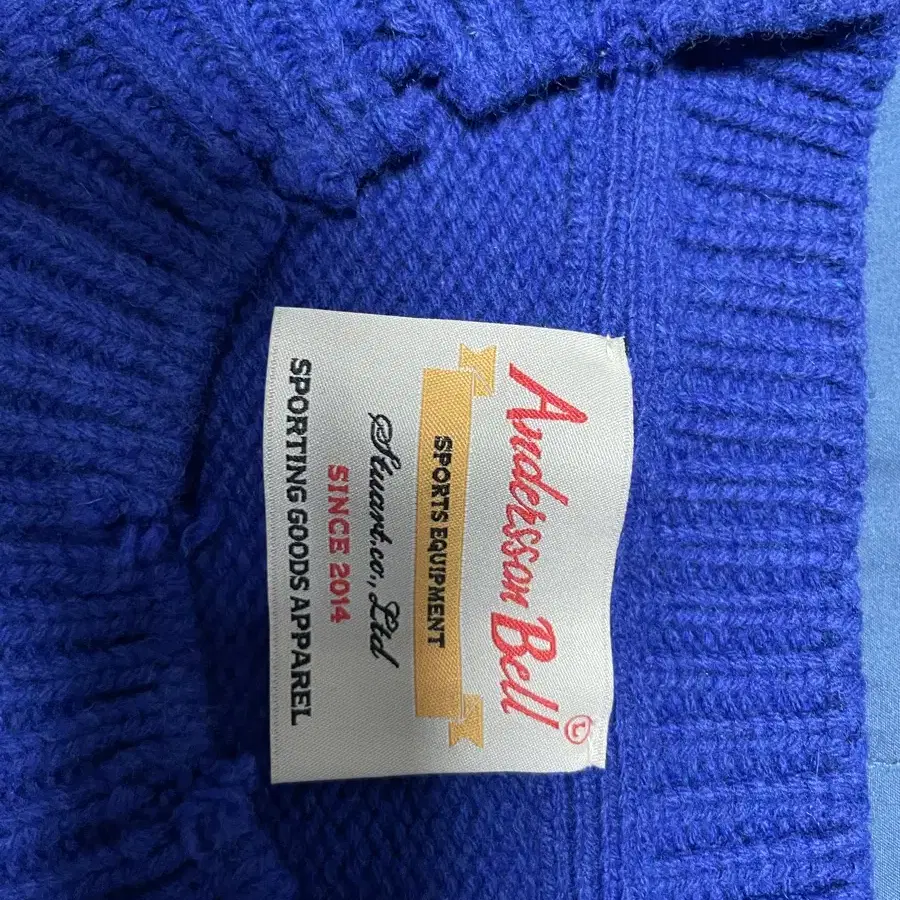 Andersson Bell
L
SPORTS EQUIPMENT
Stuart.co., Ltd
SINCE 2014
SPORTING GOODS APPAREL